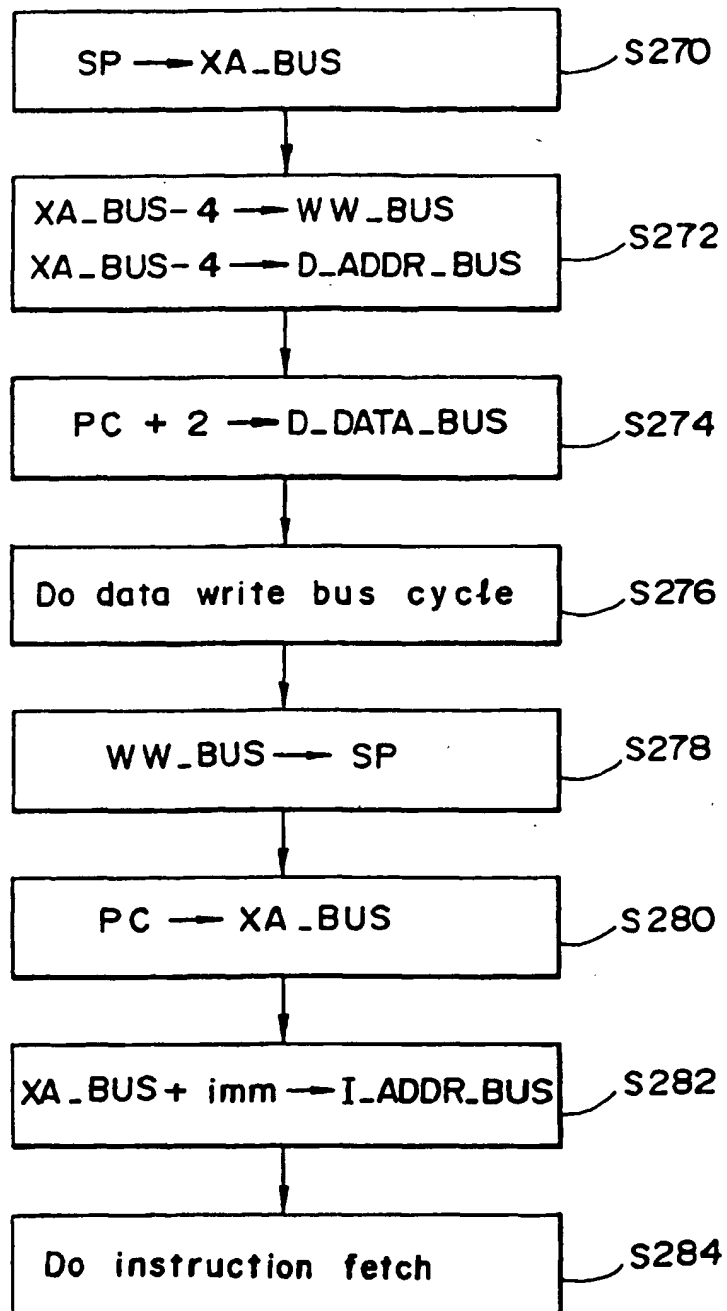 SP → XA_BUS
S270
XA_BUS-4 → WW_BUS
XA_BUS-4 → D_ADDR_BUS
S272
PC + 2 → D_DATA_BUS
S274
Do data write bus cycle
S276
WW_BUS → SP
S278
PC → XA_BUS
S280
XA_BUS + imm → I_ADDR_BUS
S282
Do instruction fetch
S284